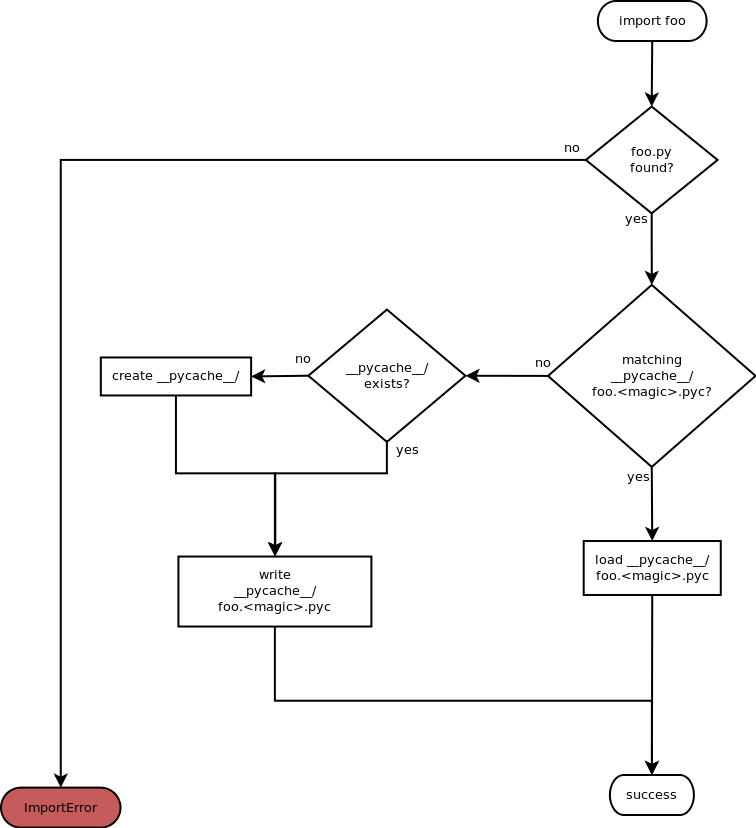 import foo
no
foo.py
found?
yes
matching
__pycache__/
foo.<magic>.pyc?
no
__pycache__/
exists?
no
create __pycache__/
yes
yes
load __pycache__/
foo.<magic>.pyc
write
__pycache__/
foo.<magic>.pyc
success
ImportError